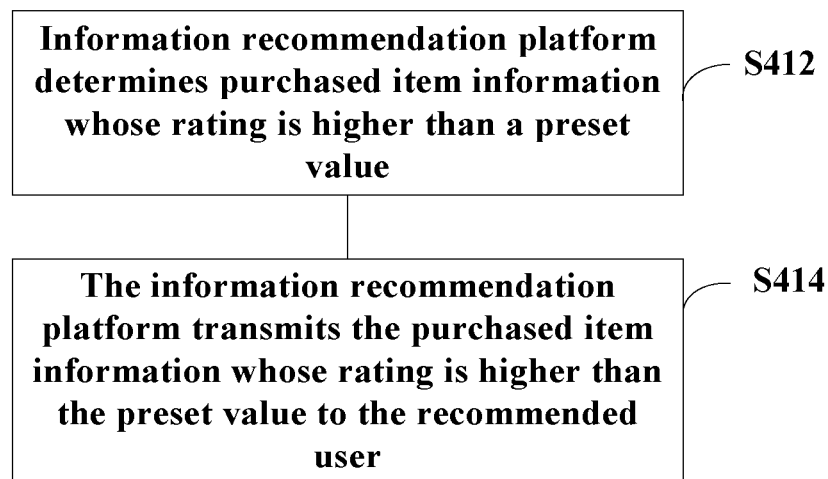 Information recommendation platform
determines purchased item information
whose rating is higher than a preset
value
S412
The information recommendation
platform transmits the purchased item
information whose rating is higher than
the preset value to the recommended
user
S414